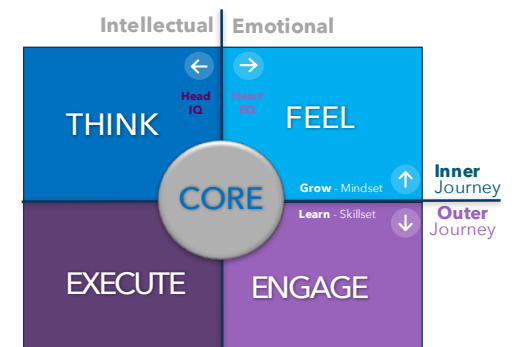 Intellectual Emotional
Head
IQ
Heart
EQ
THINK
FEEL
Grow - Mindset
Inner
Journey
CORE
Learn - Skillset
Outer
Journey
EXECUTE
ENGAGE